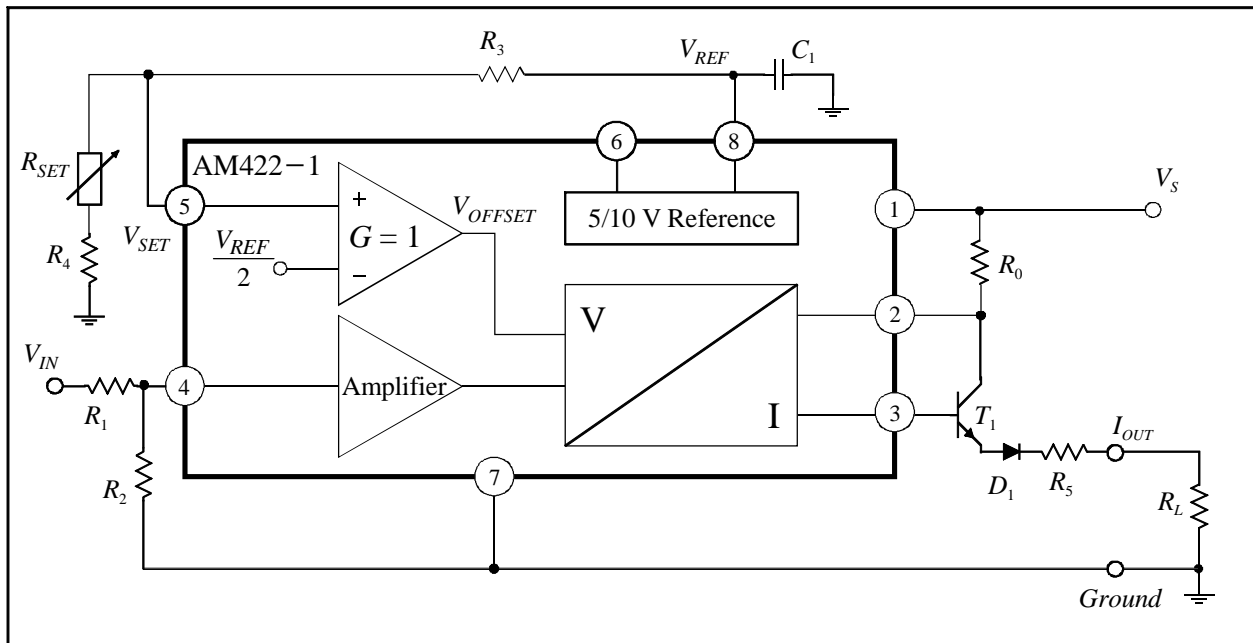 R3
VREF
C1
6
8
RSET
AM422−1
5
+
VOFFSET
5/10 V Reference
1
VS
VSET
G = 1
R4
VREF
2
−
R0
V
2
VIN
4
Amplifier
R1
I
3
T1
IOUT
R2
7
D1
R5
RL
Ground